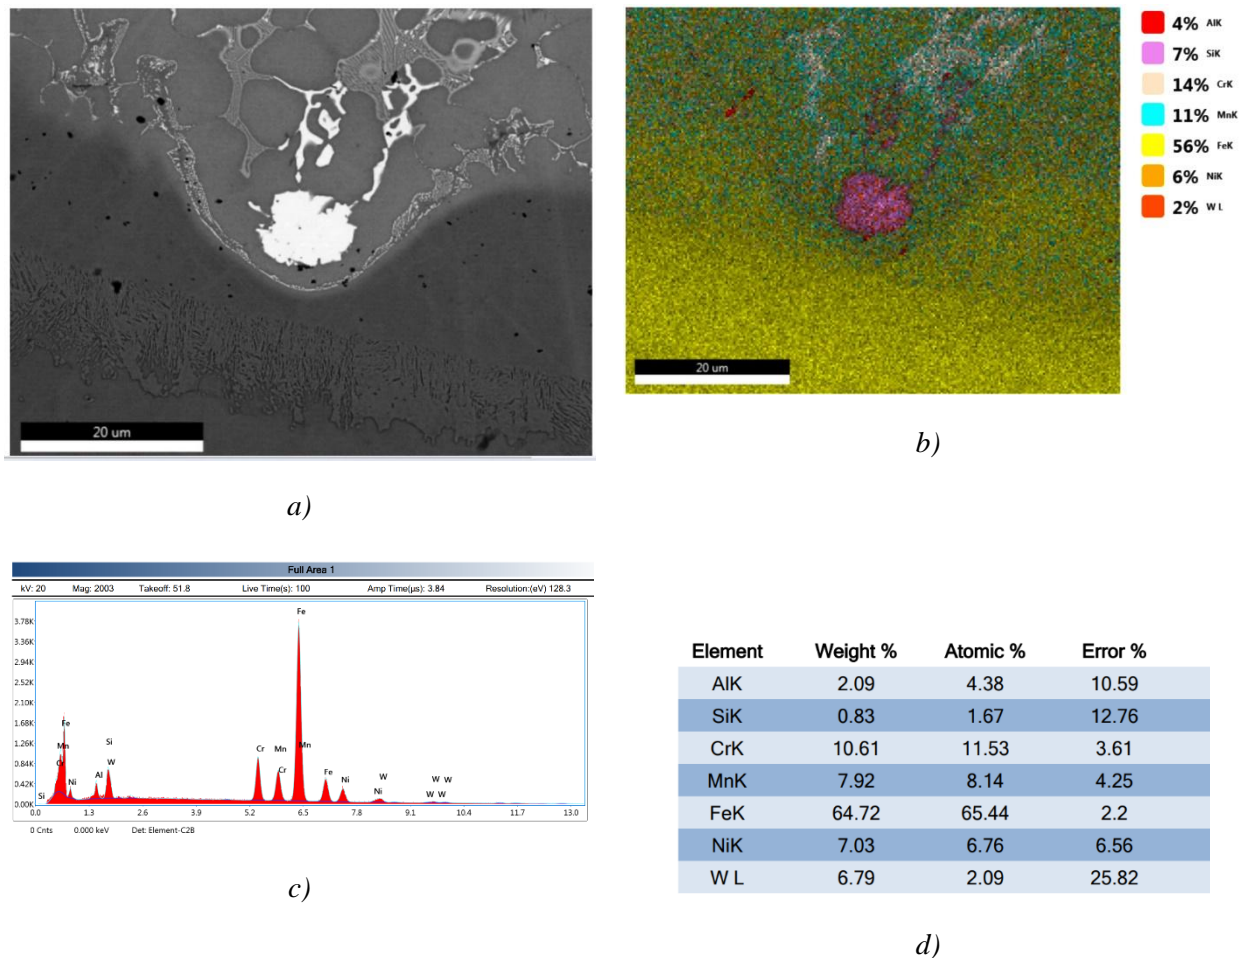 20 um
a)
4% AlK
7% SiK
14% CrK
11% MnK
56% FeK
6% NiK
2% W L
20 um
b)
Full Area 1
kV: 20 Mag: 2003 Takeoff: 51.8 Live Time(s): 100 Amp Time(µs): 3.84 Resolution:(eV) 128.3
Fe
3.78K
3.36K
2.94K
2.52K
2.10K
1.68K Fe
1.26K Mn Si Cr Mn Mn
0.84K Cr W Cr Fe
Al Ni W W W
0.42K Ni Ni W W
0.00K Si
0.0 1.3 2.6 3.9 5.2 6.5 7.8 9.1 10.4 11.7 13.0
0 Cnts 0.000 keV Det: Element-C2B
c)
Element Weight % Atomic % Error %
AlK 2.09 4.38 10.59
SiK 0.83 1.67 12.76
CrK 10.61 11.53 3.61
MnK 7.92 8.14 4.25
FeK 64.72 65.44 2.2
NiK 7.03 6.76 6.56
W L 6.79 2.09 25.82
d)